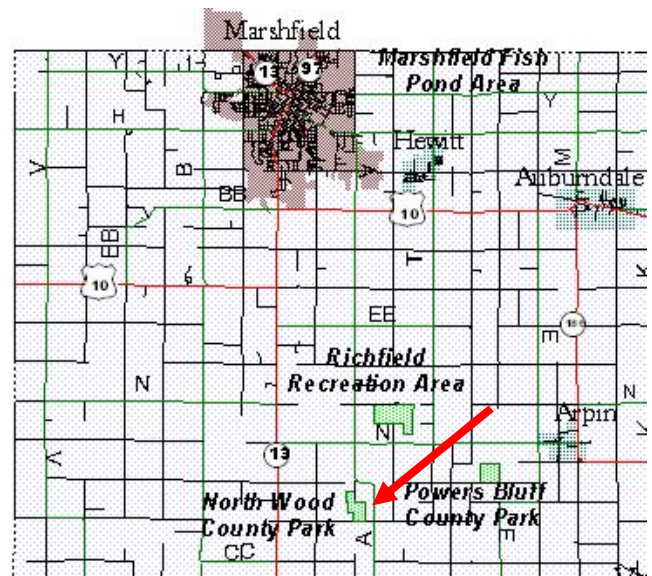 Marshfield
Marshfield Fish
Pond Area
13
97
Y
Y
H
Hewitt
M
V
B
A
Auburndale
BB
10
Y
EB
T
K
10
EE
E
Richfield
Recreation Area
N
N
Arpin
N
K
13
V
North Wood
County Park
Powers Bluff
County Park
A
E
CC